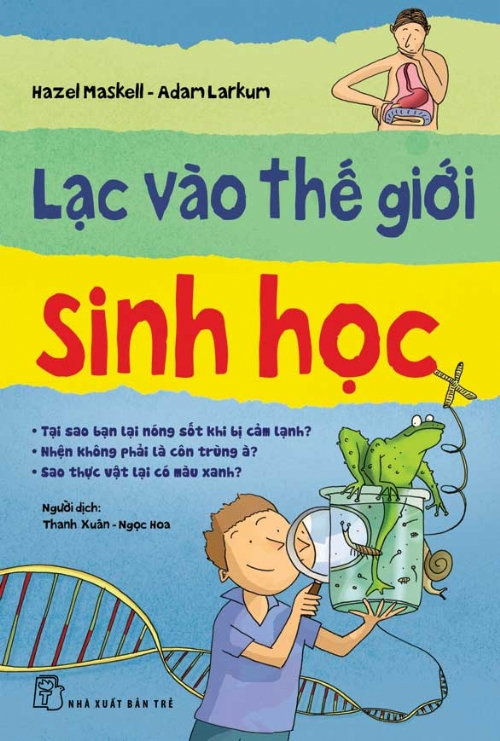 Hazel Maskell - Adam Larkum
Lạc vào thế giới
sinh học
• Tại sao bạn lại nóng sốt khi bị cảm lạnh?
• Nhện không phải là côn trùng à?
• Sao thực vật lại có màu xanh?
Người dịch:
Thanh Xuân - Ngọc Hoa
NHÀ XUẤT BẢN TRẺ